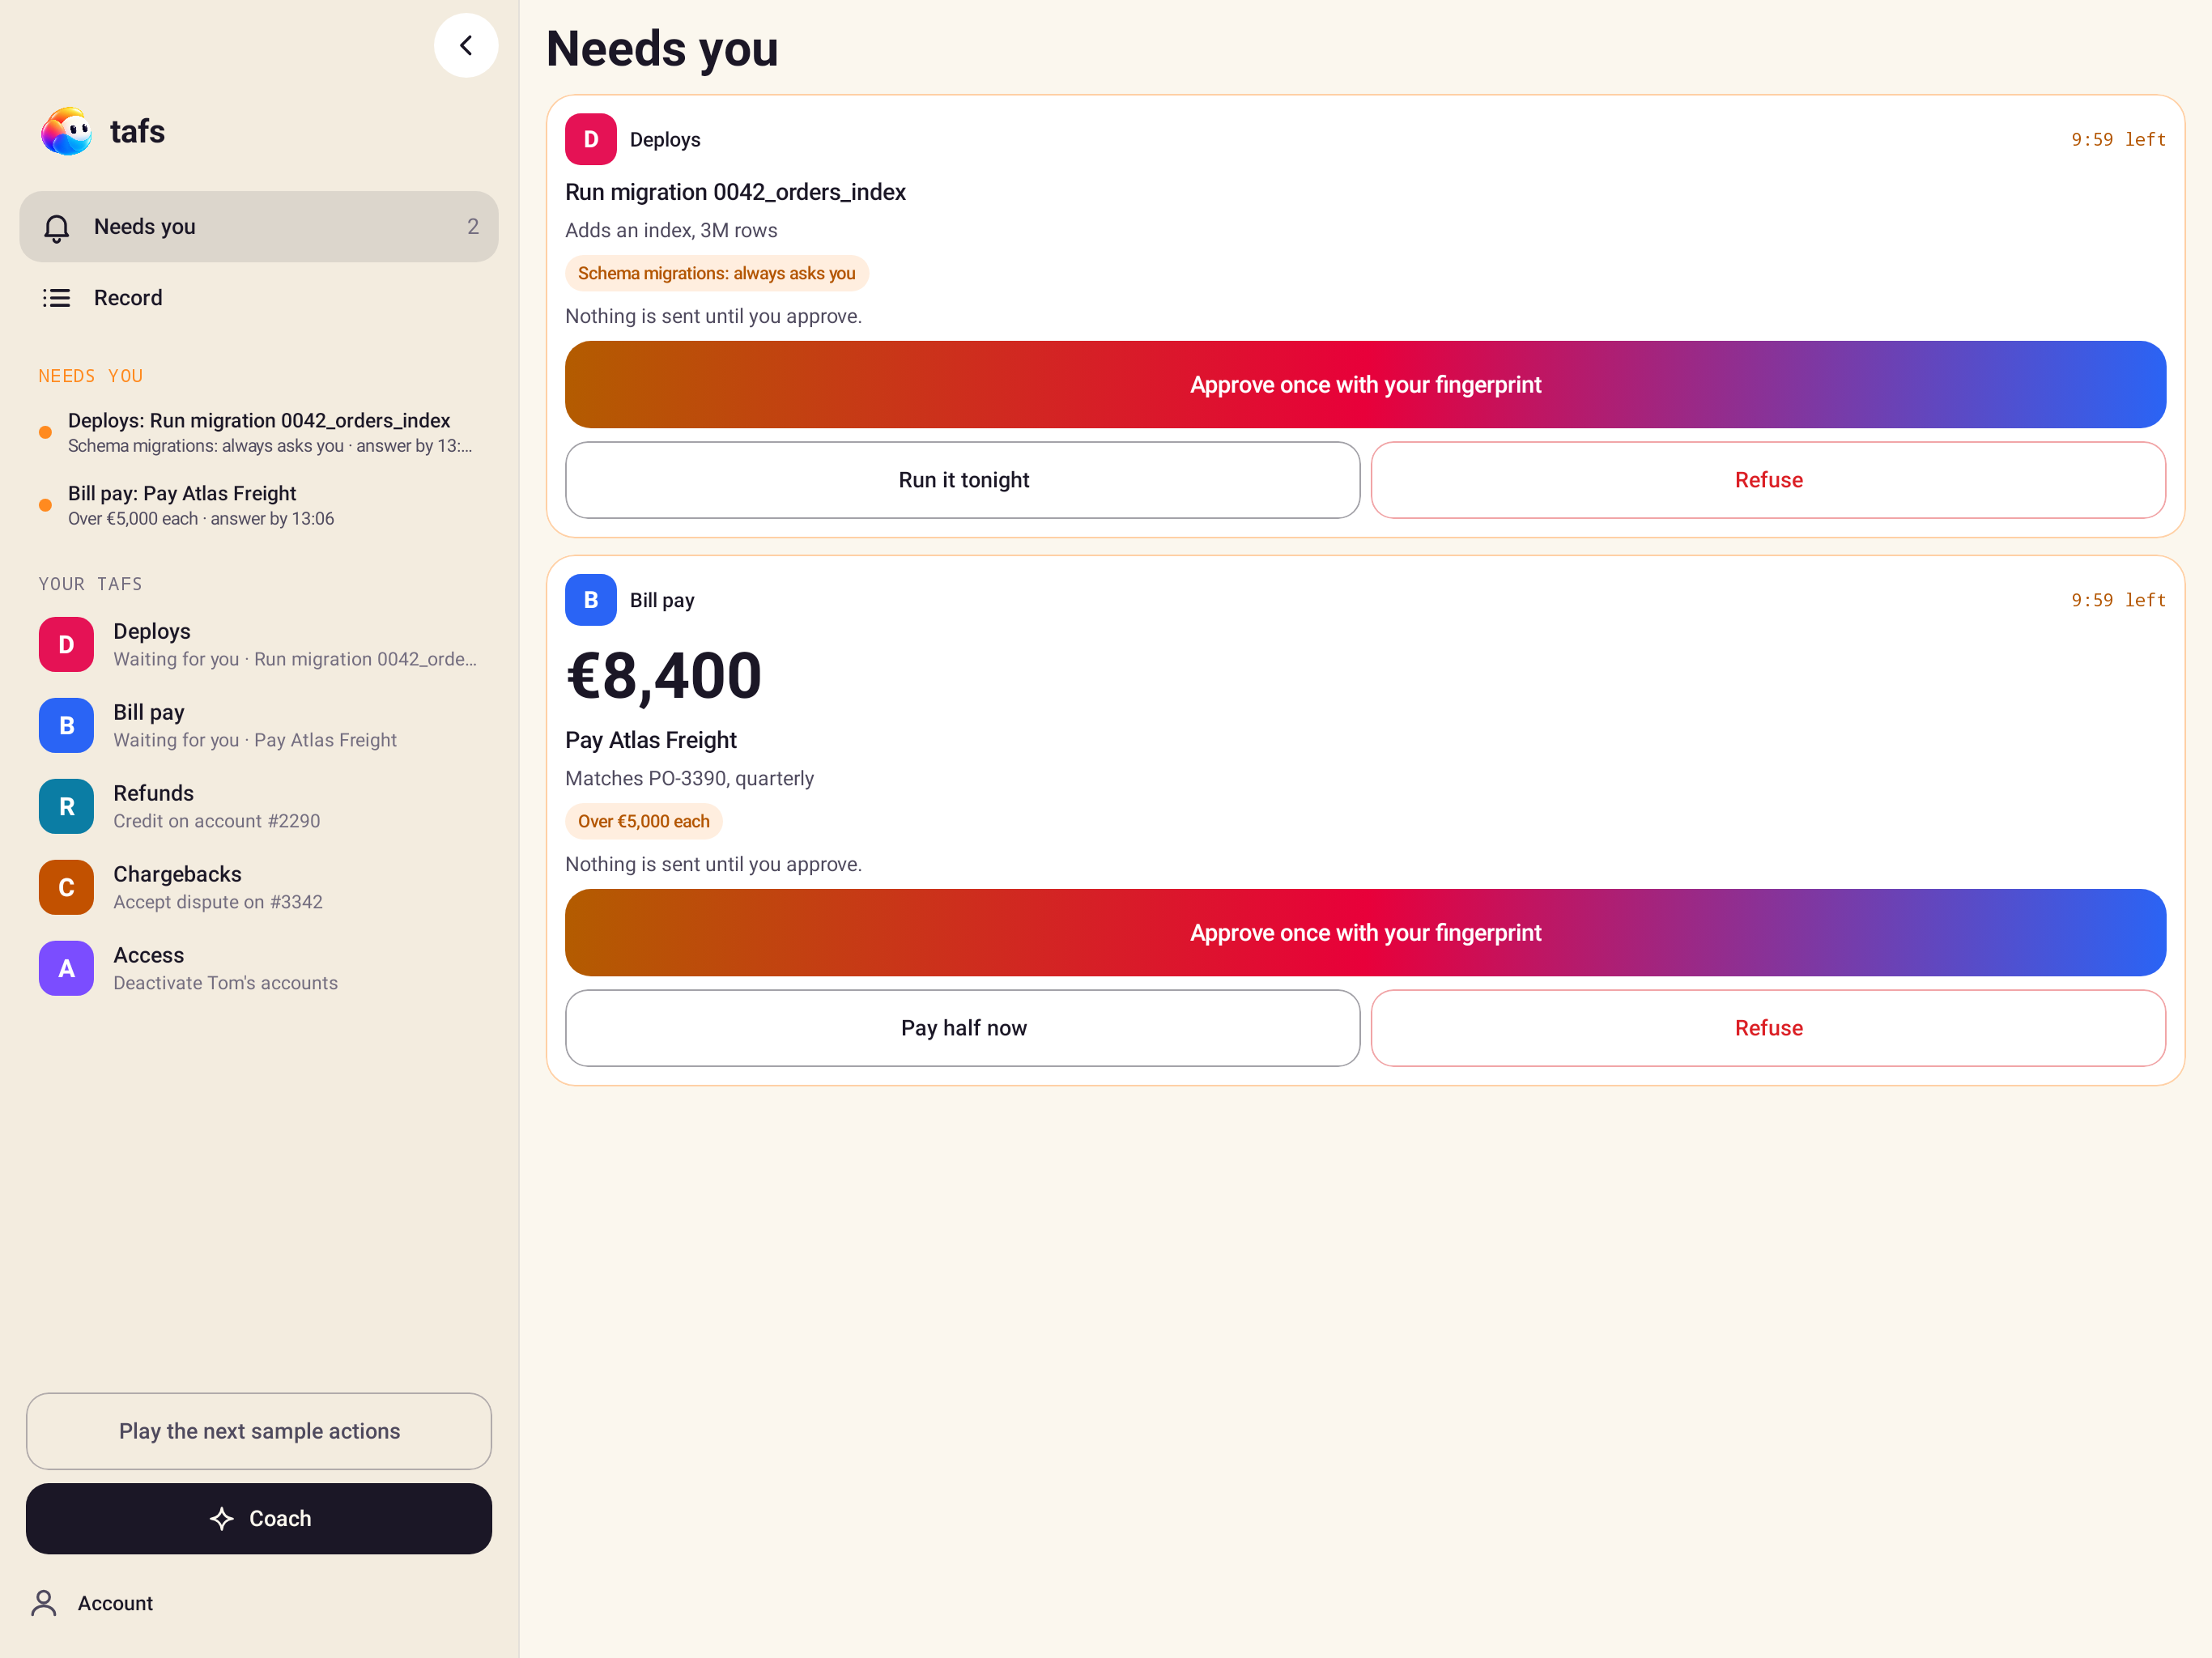 tafs
Needs you 2
Record
NEEDS YOU
Deploys: Run migration 0042_orders_index
Schema migrations: always asks you · answer by 13:...
Bill pay: Pay Atlas Freight
Over €5,000 each · answer by 13:06
YOUR TAFS
D Deploys
Waiting for you · Run migration 0042_orde...
B Bill pay
Waiting for you · Pay Atlas Freight
R Refunds
Credit on account #2290
C Chargebacks
Accept dispute on #3342
A Access
Deactivate Tom's accounts
Play the next sample actions
Coach
Account
Needs you
D Deploys 9:59 left
Run migration 0042_orders_index
Adds an index, 3M rows
Schema migrations: always asks you
Nothing is sent until you approve.
Approve once with your fingerprint
Run it tonight Refuse
B Bill pay 9:59 left
€8,400
Pay Atlas Freight
Matches PO-3390, quarterly
Over €5,000 each
Nothing is sent until you approve.
Approve once with your fingerprint
Pay half now Refuse